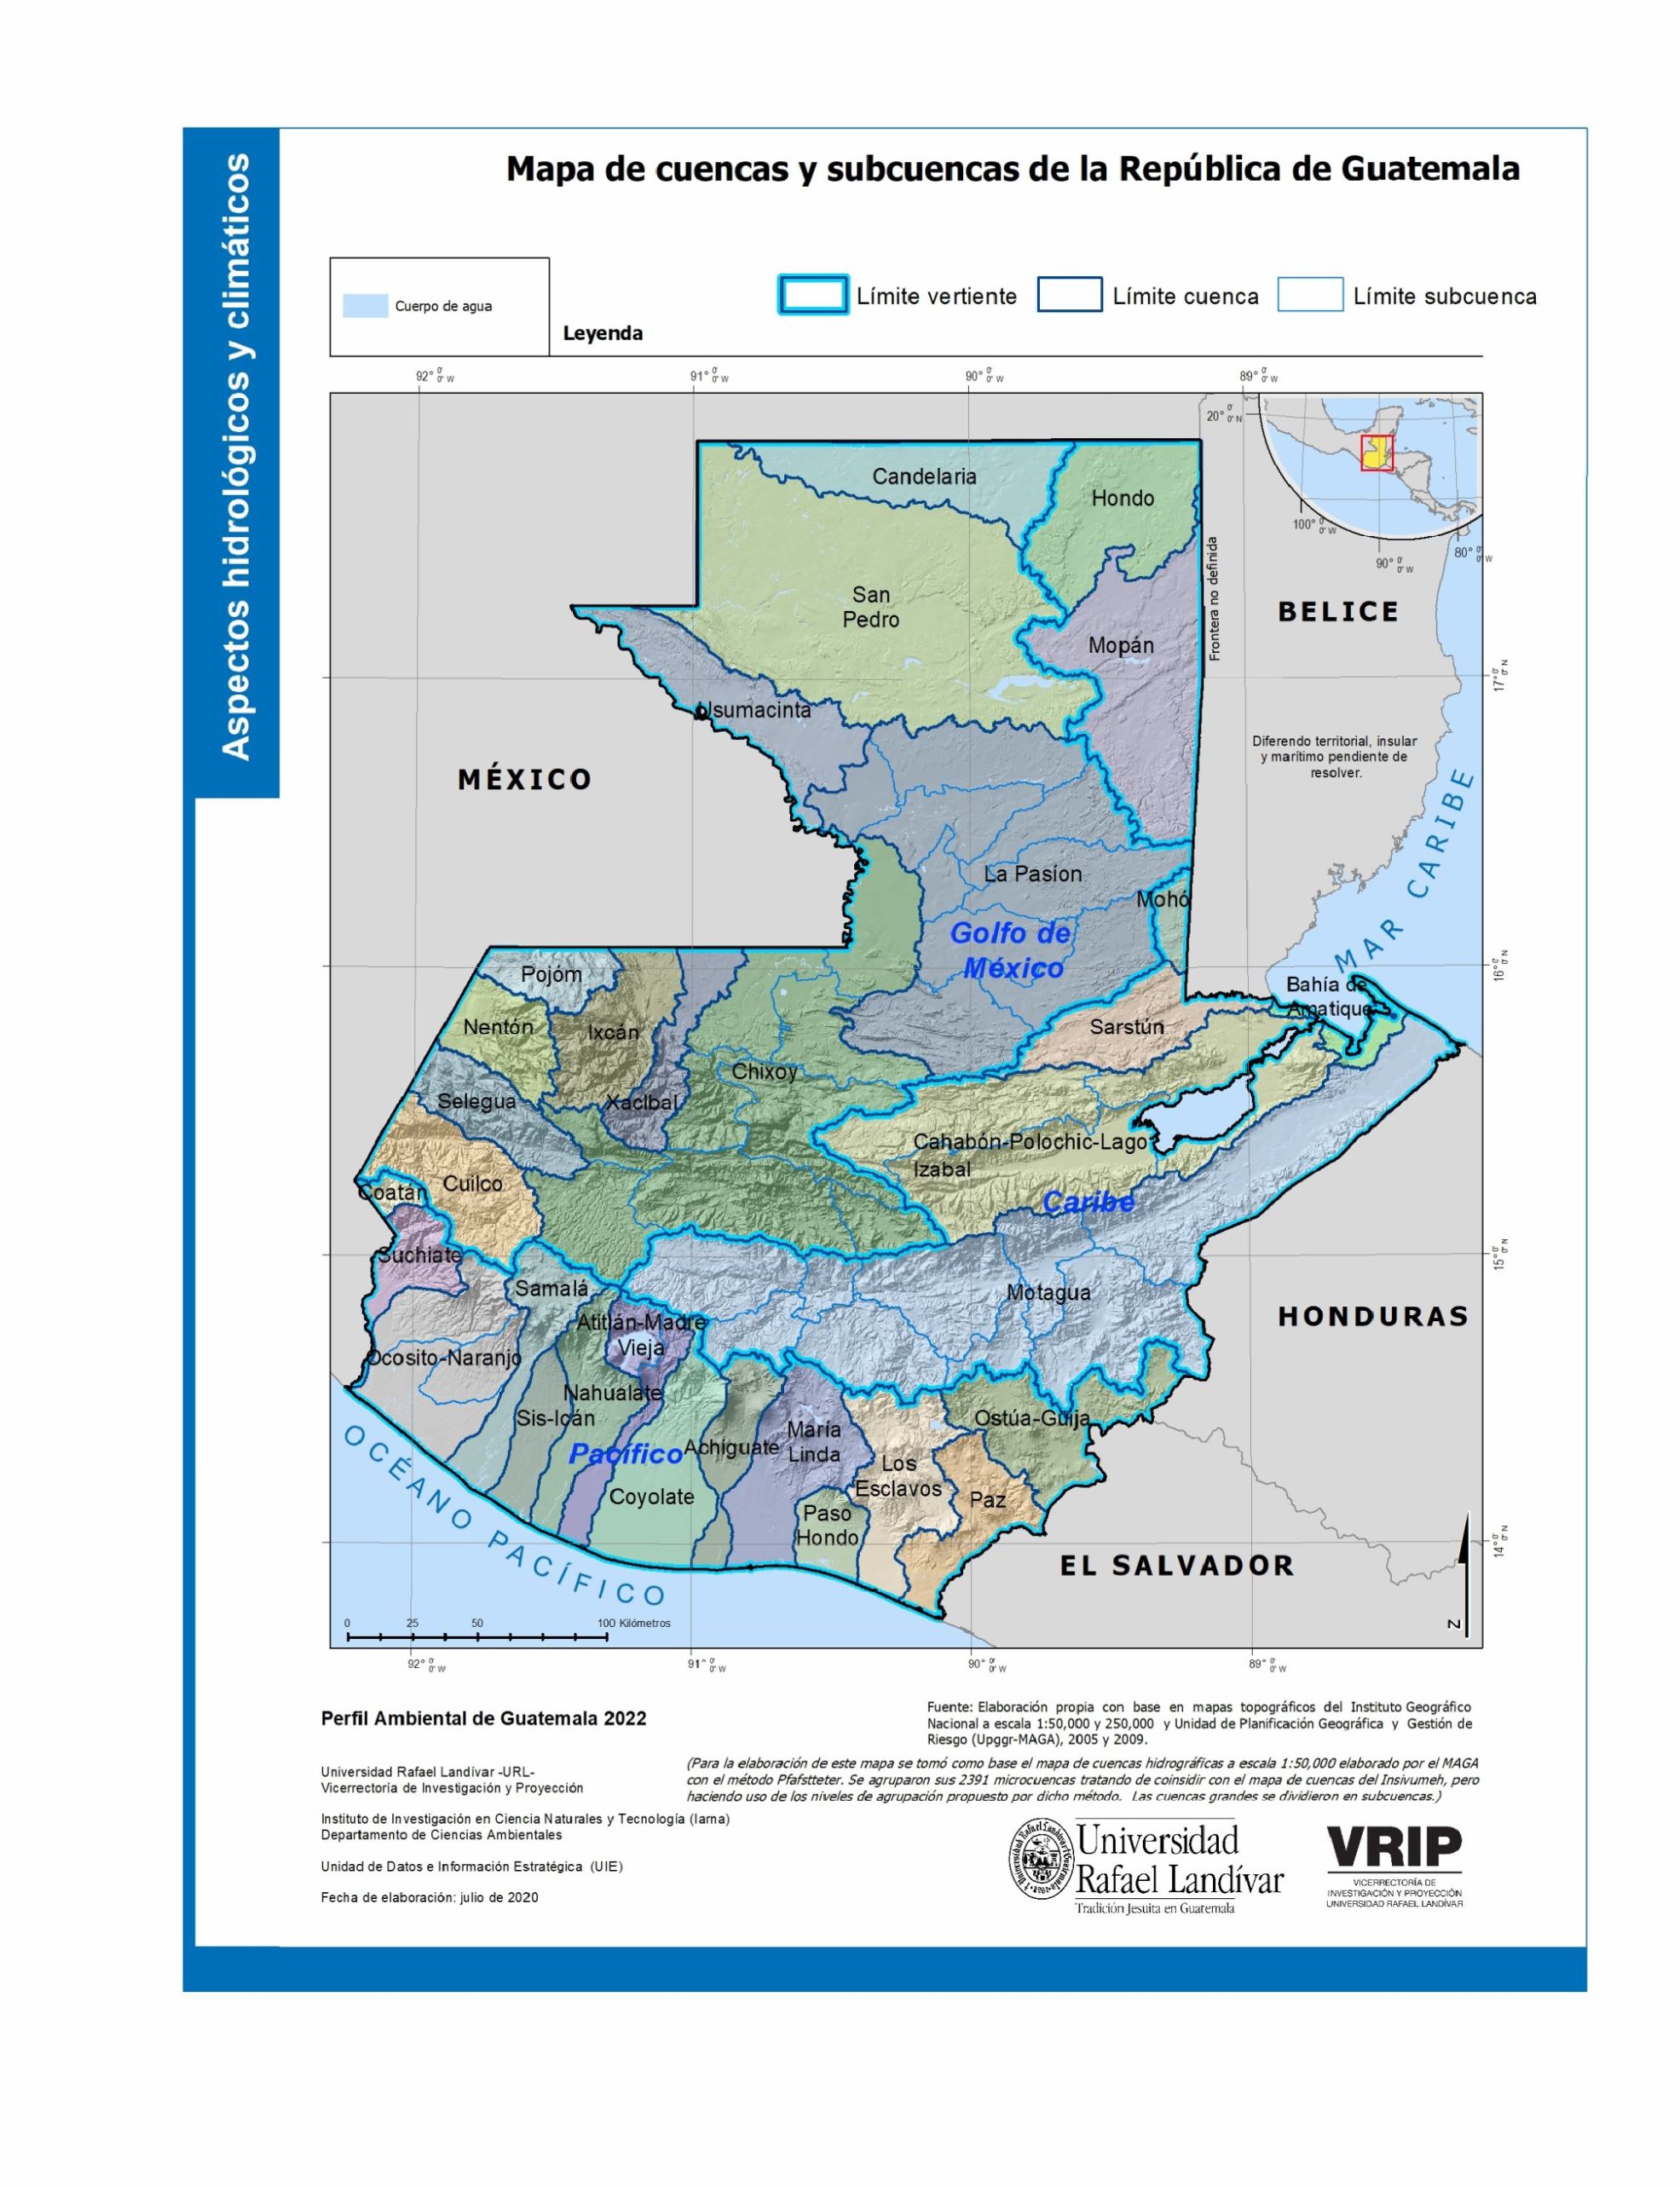 Aspectos hidrológicos y climáticos
Mapa de cuencas y subcuencas de la República de Guatemala
Cuerpo de agua
Leyenda
Límite vertiente
Límite cuenca
Límite subcuenca
92° 0' 0" W
91° 0' 0" W
90° 0' 0" W
89° 0' 0" W
20° 0' 0" N
100° 0' 0" W
90° 0' 0" W
80° 0' 0" W
Candelaria
Hondo
San
Pedro
Mopán
Frontera no definida
BELICE
Usumacinta
17° 0' 0" N
Diferendo territorial, insular
y marítimo pendiente de
resolver.
MÉXICO
MAR CARIBE
La Pasíon
Mohó
Golfo de
México
16° 0' 0" N
Pojóm
Bahía de
Amatique
Nentón
Ixcán
Sarstún
Chixoy
Selegua
Xaclbal
Cahabón-Polochic-Lago
Izabal
Cuilco
Coatán
Caribe
Suchiate
15° 0' 0" N
Samalá
Motagua
HONDURAS
Atitlán-Madre
Vieja
Ocosito-Naranjo
Nahualate
Sis-Icán
Ostúa-Guija
María
Linda
Achiguate
Pacífico
Los
Esclavos
Coyolate
Paz
Paso
Hondo
14° 0' 0" N
OCÉANO PACÍFICO
EL SALVADOR
N
0 25 50 100 Kilómetros
92° 0' 0" W
91° 0' 0" W
90° 0' 0" W
89° 0' 0" W
Perfil Ambiental de Guatemala 2022
Fuente: Elaboración propia con base en mapas topográficos del Instituto Geográfico
Nacional a escala 1:50,000 y 250,000 y Unidad de Planificación Geográfica y Gestión de
Riesgo (Upggr-MAGA), 2005 y 2009.
(Para la elaboración de este mapa se tomó como base el mapa de cuencas hidrográficas a escala 1:50,000 elaborado por el MAGA
con el método Pfafstteter. Se agruparon sus 2391 microcuencas tratando de coinsidir con el mapa de cuencas del Insivumeh, pero
haciendo uso de los niveles de agrupación propuesto por dicho método. Las cuencas grandes se dividieron en subcuencas.)
Universidad Rafael Landívar -URL-
Vicerrectoría de Investigación y Proyección
Instituto de Investigación en Ciencia Naturales y Tecnología (Iarna)
Departamento de Ciencias Ambientales
Unidad de Datos e Información Estratégica (UIE)
Fecha de elaboración: julio de 2020
Universidad
Rafael Landívar
Tradición Jesuita en Guatemala
VRIP
VICERRECTORÍA DE
INVESTIGACIÓN Y PROYECCIÓN
UNIVERSIDAD RAFAEL LANDÍVAR